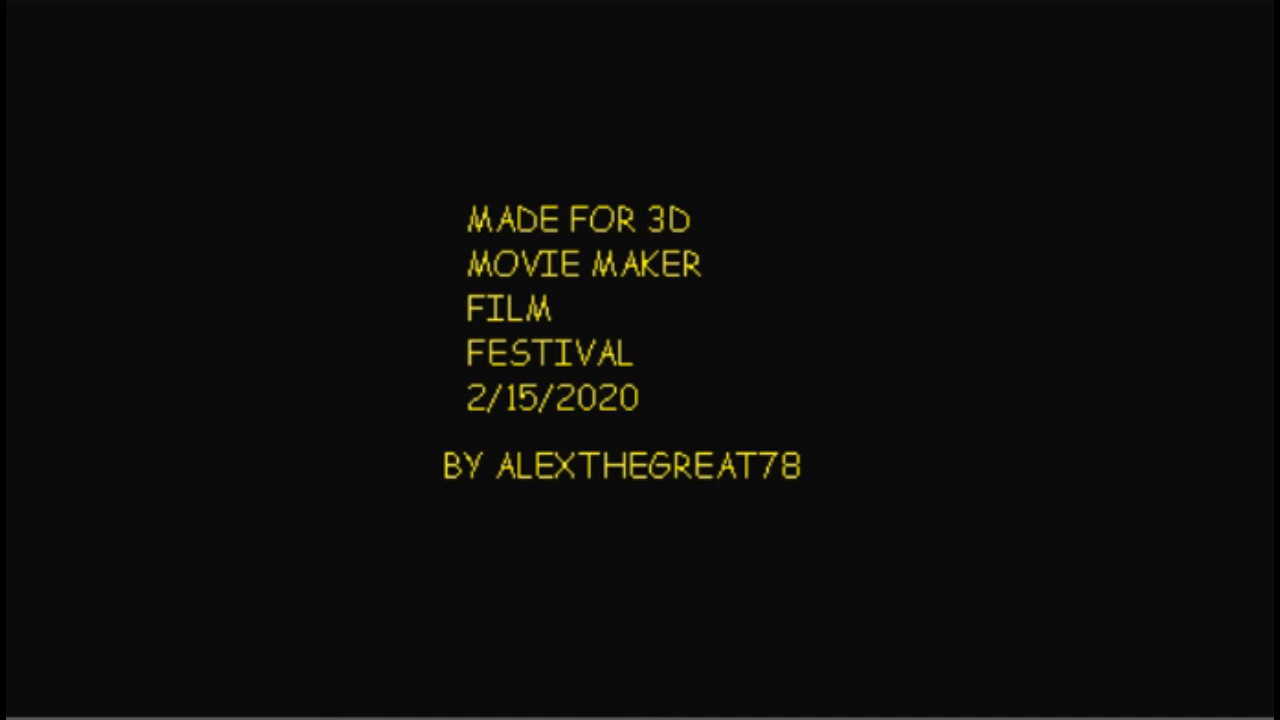 MADE FOR 3D
MOVIE MAKER
FILM
FESTIVAL
2/15/2020
BY ALEXTHEGREAT78